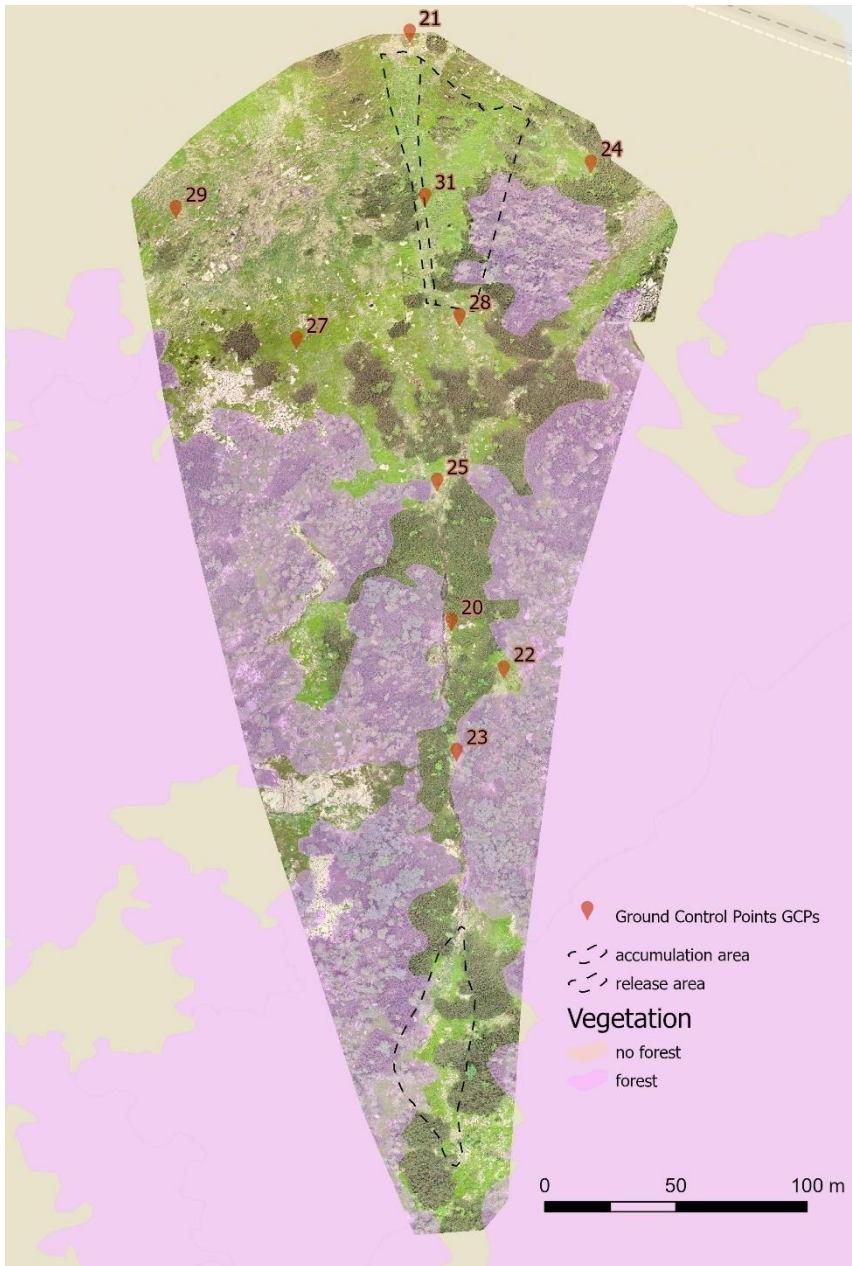 21
24
31
29
28
27
25
20
22
23
Ground Control Points GCPs
accumulation area
release area
Vegetation
no forest
forest
0 50 100 m